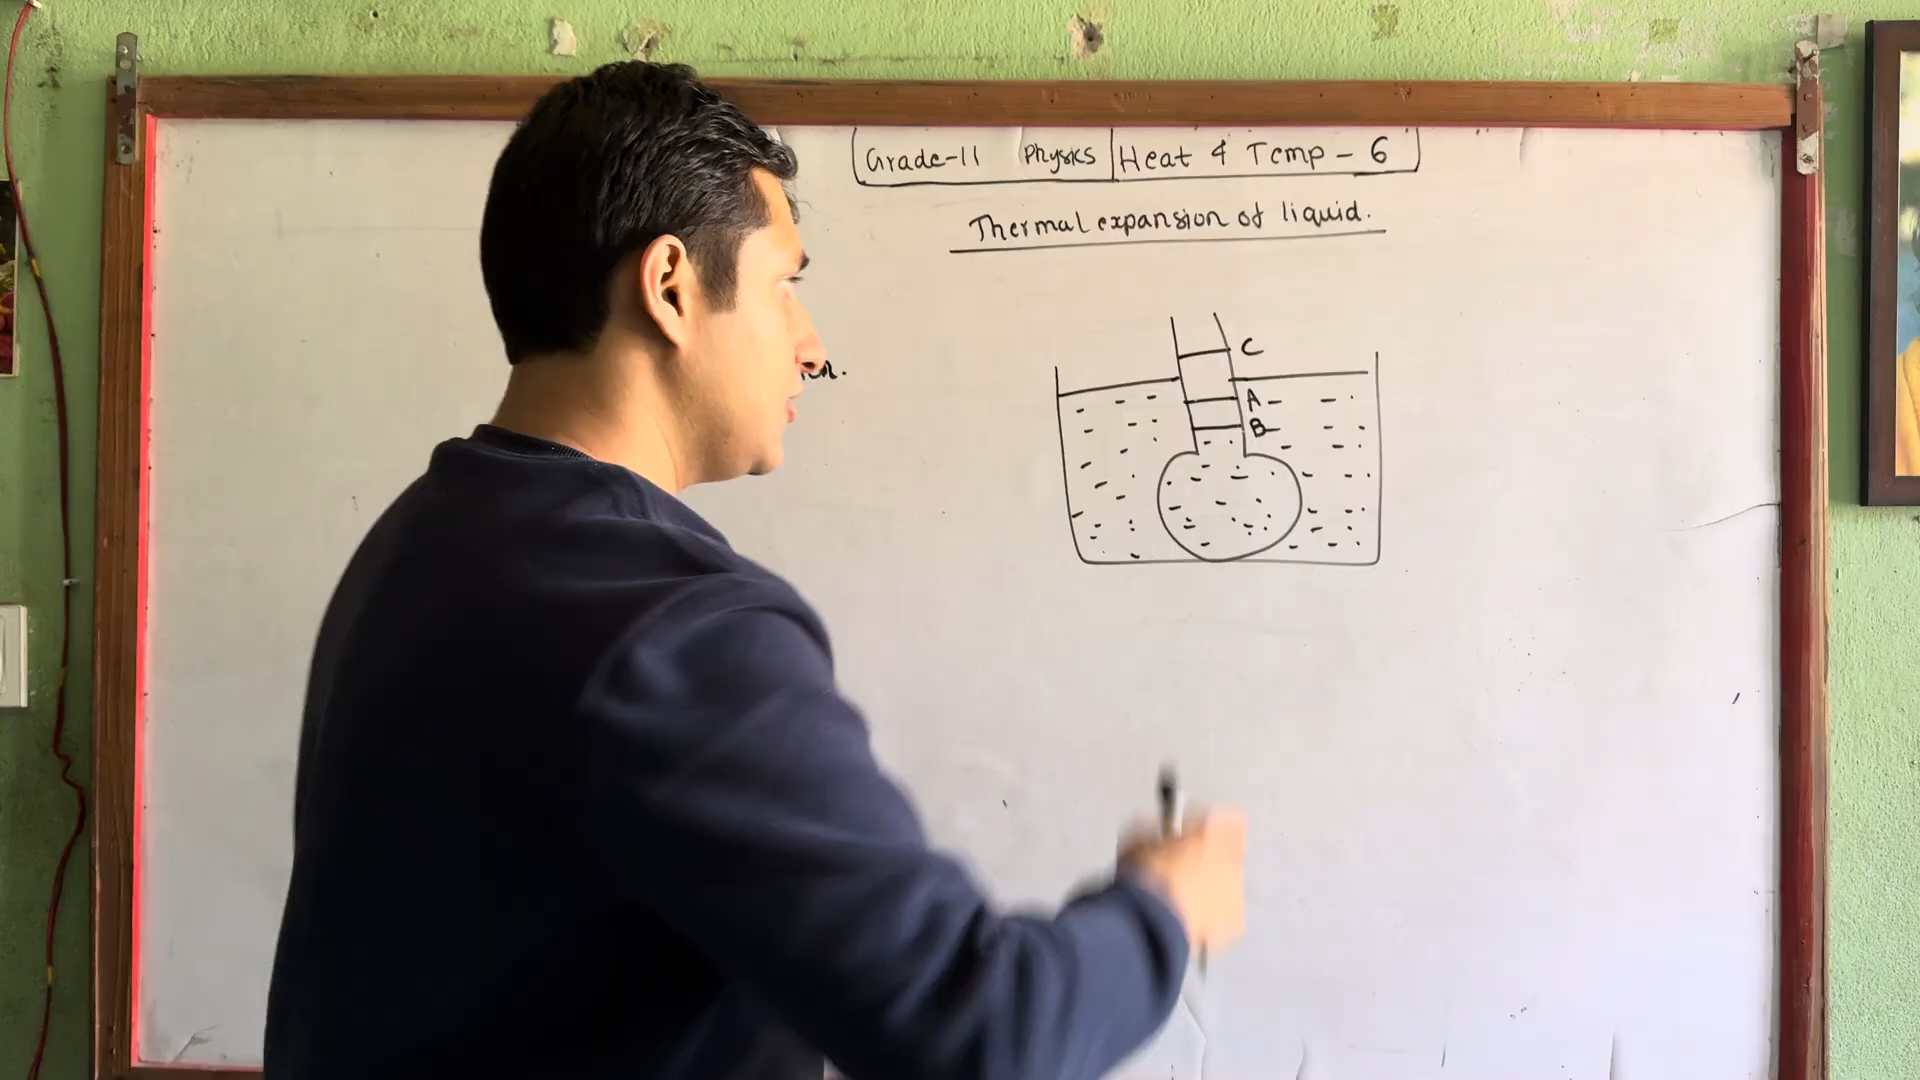 Grade-11 Physics Heat & Temp - 6
Thermal expansion of liquid.
C
A
B